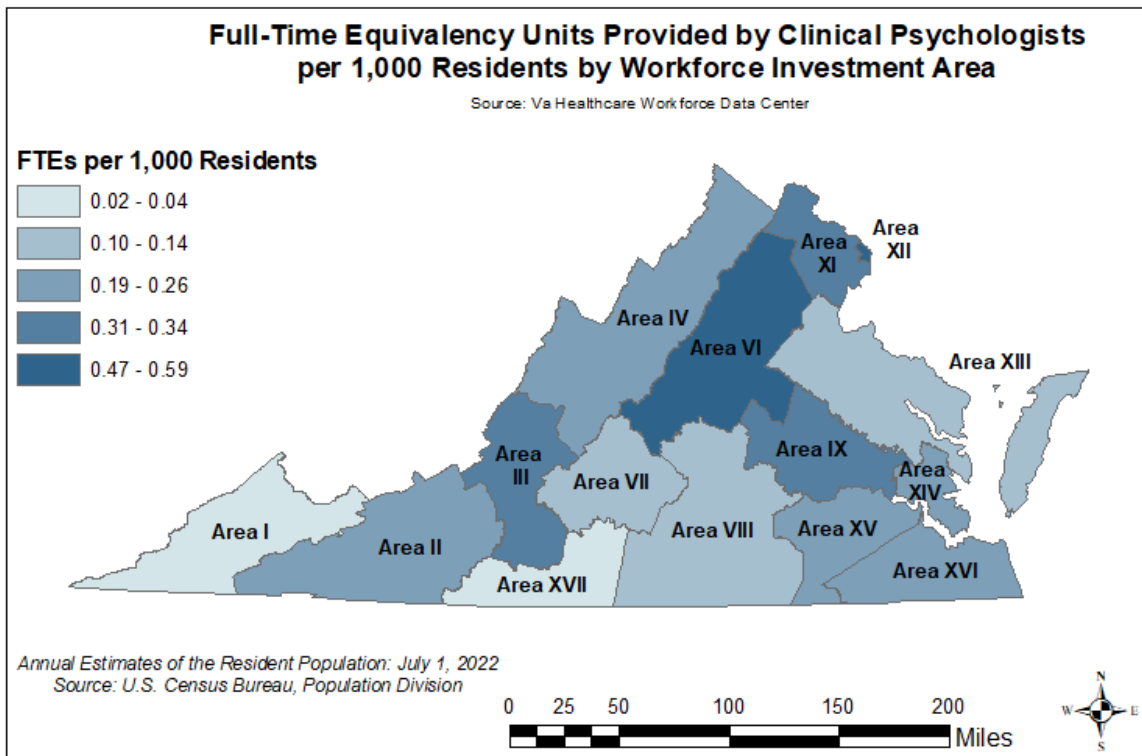 Full-Time Equivalency Units Provided by Clinical Psychologists
per 1,000 Residents by Workforce Investment Area
Source: Va Healthcare Workforce Data Center
FTEs per 1,000 Residents
0.02 - 0.04
0.10 - 0.14
0.19 - 0.26
0.31 - 0.34
0.47 - 0.59
Area
XII
Area
XI
Area IV
Area VI
Area XIII
Area
III
Area IX
Area
XIV
Area VII
Area I
Area II
Area VIII
Area XV
Area XVI
Area XVII
Annual Estimates of the Resident Population: July 1, 2022
Source: U.S. Census Bureau, Population Division
0 25 50 100 150 200
Miles
N
W E
S